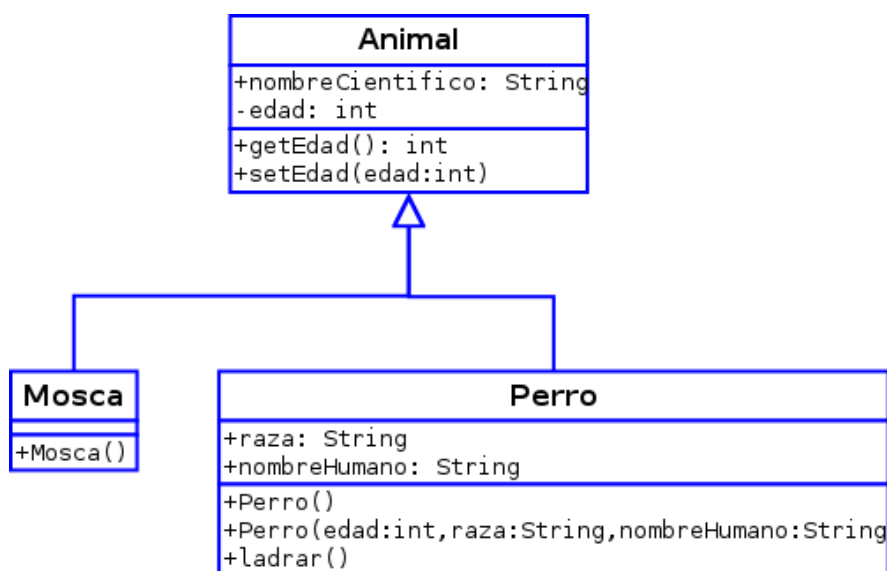 Animal
+nombreCientifico: String
-edad: int
+getEdad(): int
+setEdad(edad:int)
Mosca
+Mosca()
Perro
+raza: String
+nombreHumano: String
+Perro()
+Perro(edad:int,raza:String,nombreHumano:String
+ladrar()